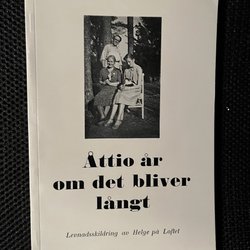 Åttio år
om det bliver
långt
Levnadsskildring av Helge på Loftet